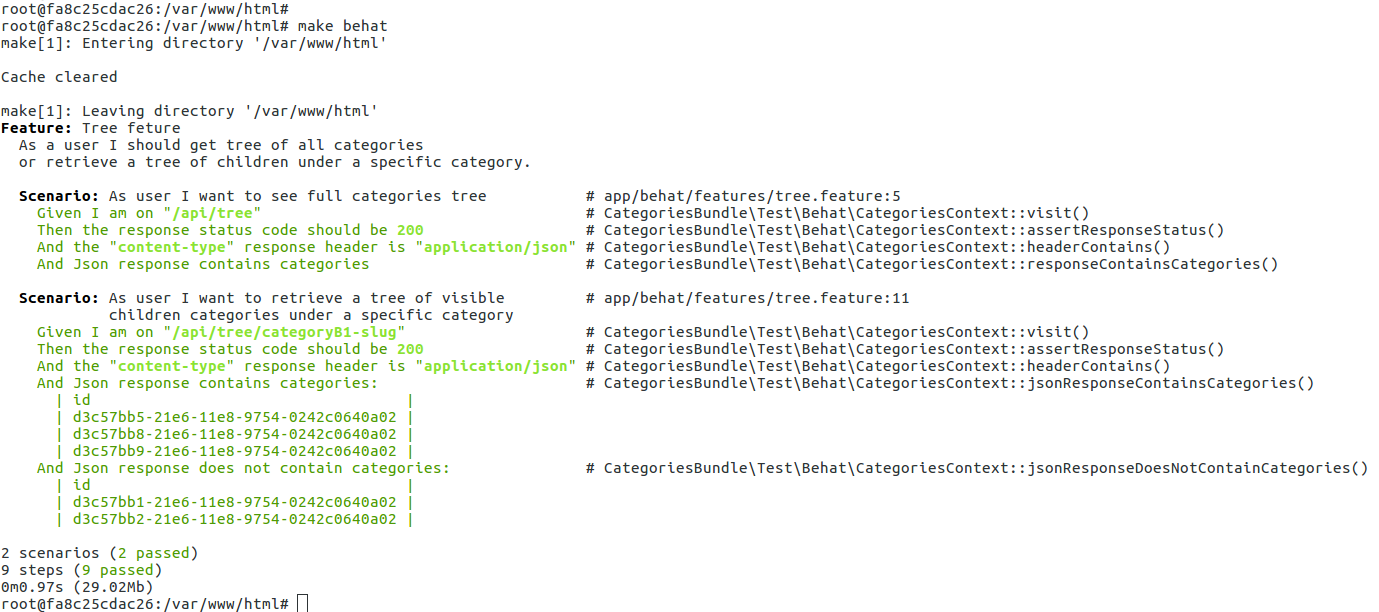 root@fa8c25cdac26:/var/www/html#
root@fa8c25cdac26:/var/www/html# make behat
make[1]: Entering directory '/var/www/html'
Cache cleared
make[1]: Leaving directory '/var/www/html'
Feature: Tree feture
As a user I should get tree of all categories
or retrieve a tree of children under a specific category.
Scenario: As user I want to see full categories tree # app/behat/features/tree.feature:5
Given I am on "/api/tree" # CategoriesBundle\Test\Behat\CategoriesContext::visit()
Then the response status code should be 200 # CategoriesBundle\Test\Behat\CategoriesContext::assertResponseStatus()
And the "content-type" response header is "application/json" # CategoriesBundle\Test\Behat\CategoriesContext::headerContains()
And Json response contains categories # CategoriesBundle\Test\Behat\CategoriesContext::responseContainsCategories()
Scenario: As user I want to retrieve a tree of visible # app/behat/features/tree.feature:11
children categories under a specific category
Given I am on "/api/tree/categoryB1-slug" # CategoriesBundle\Test\Behat\CategoriesContext::visit()
Then the response status code should be 200 # CategoriesBundle\Test\Behat\CategoriesContext::assertResponseStatus()
And the "content-type" response header is "application/json" # CategoriesBundle\Test\Behat\CategoriesContext::headerContains()
And Json response contains categories: # CategoriesBundle\Test\Behat\CategoriesContext::jsonResponseContainsCategories()
| id |
| d3c57bb5-21e6-11e8-9754-0242c0640a02 |
| d3c57bb8-21e6-11e8-9754-0242c0640a02 |
| d3c57bb9-21e6-11e8-9754-0242c0640a02 |
And Json response does not contain categories: # CategoriesBundle\Test\Behat\CategoriesContext::jsonResponseDoesNotContainCategories()
| id |
| d3c57bb1-21e6-11e8-9754-0242c0640a02 |
| d3c57bb2-21e6-11e8-9754-0242c0640a02 |
2 scenarios (2 passed)
9 steps (9 passed)
0m0.97s (29.02Mb)
root@fa8c25cdac26:/var/www/html#